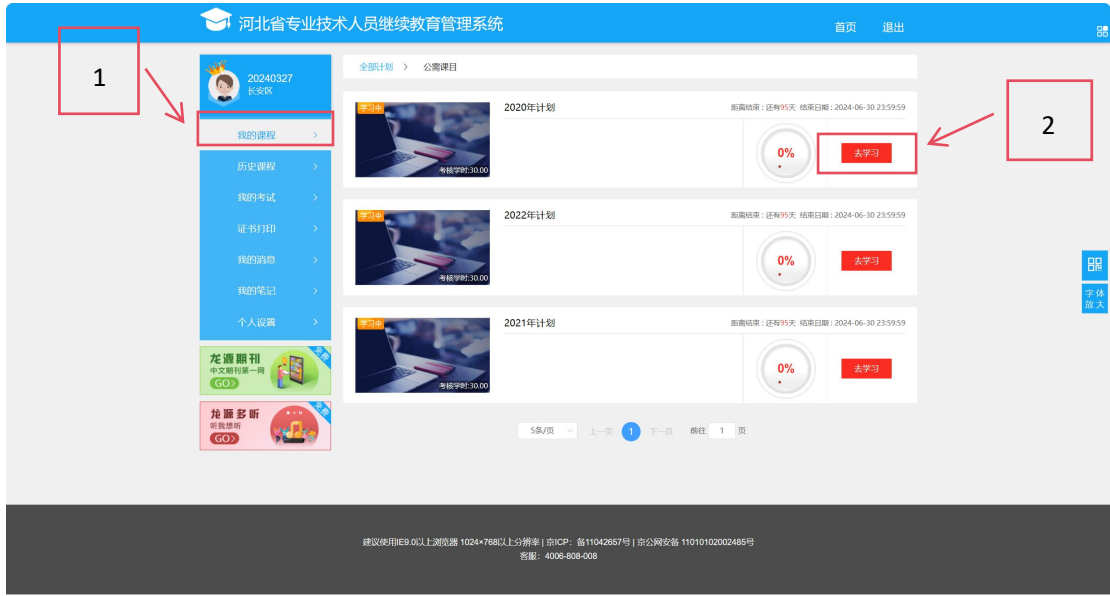 河北省专业技术人员继续教育管理系统
首页 退出
1
20240327
长安区
我的课程 >
历史课程 >
我的考试 >
证书打印 >
我的消息 >
我的笔记 >
个人设置 >
龙源期刊
中文期刊第一网
GO>
免费
龙源多听
听我想听
GO>
免费
全部计划 > 公需课目
学习中
考核学时:30.00
2020年计划
距离结束 : 还有95天 结束日期 : 2024-06-30 23:59:59
0%
去学习
2
学习中
考核学时:30.00
2022年计划
距离结束 : 还有95天 结束日期 : 2024-06-30 23:59:59
0%
去学习
学习中
考核学时:30.00
2021年计划
距离结束 : 还有95天 结束日期 : 2024-06-30 23:59:59
0%
去学习
5条/页 上一页 1 下一页 前往 1 页
字体
放大
建议使用IE9.0以上浏览器 1024×768以上分辨率 | 京ICP：备11042657号 | 京公网安备 11010102002485号
客服：4006-808-008